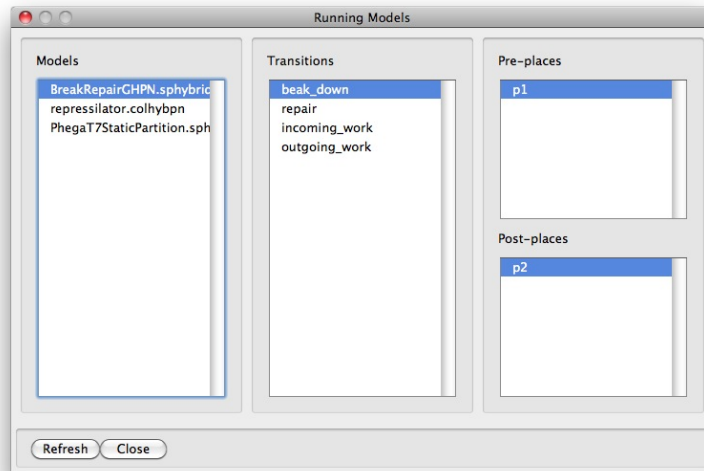 Running Models
Models
BreakRepairGHPN.sphybric
repressilator.colhybpn
PhegaT7StaticPartition.sph
Transitions
beak_down
repair
incoming_work
outgoing_work
Pre-places
p1
Post-places
p2
Refresh
Close